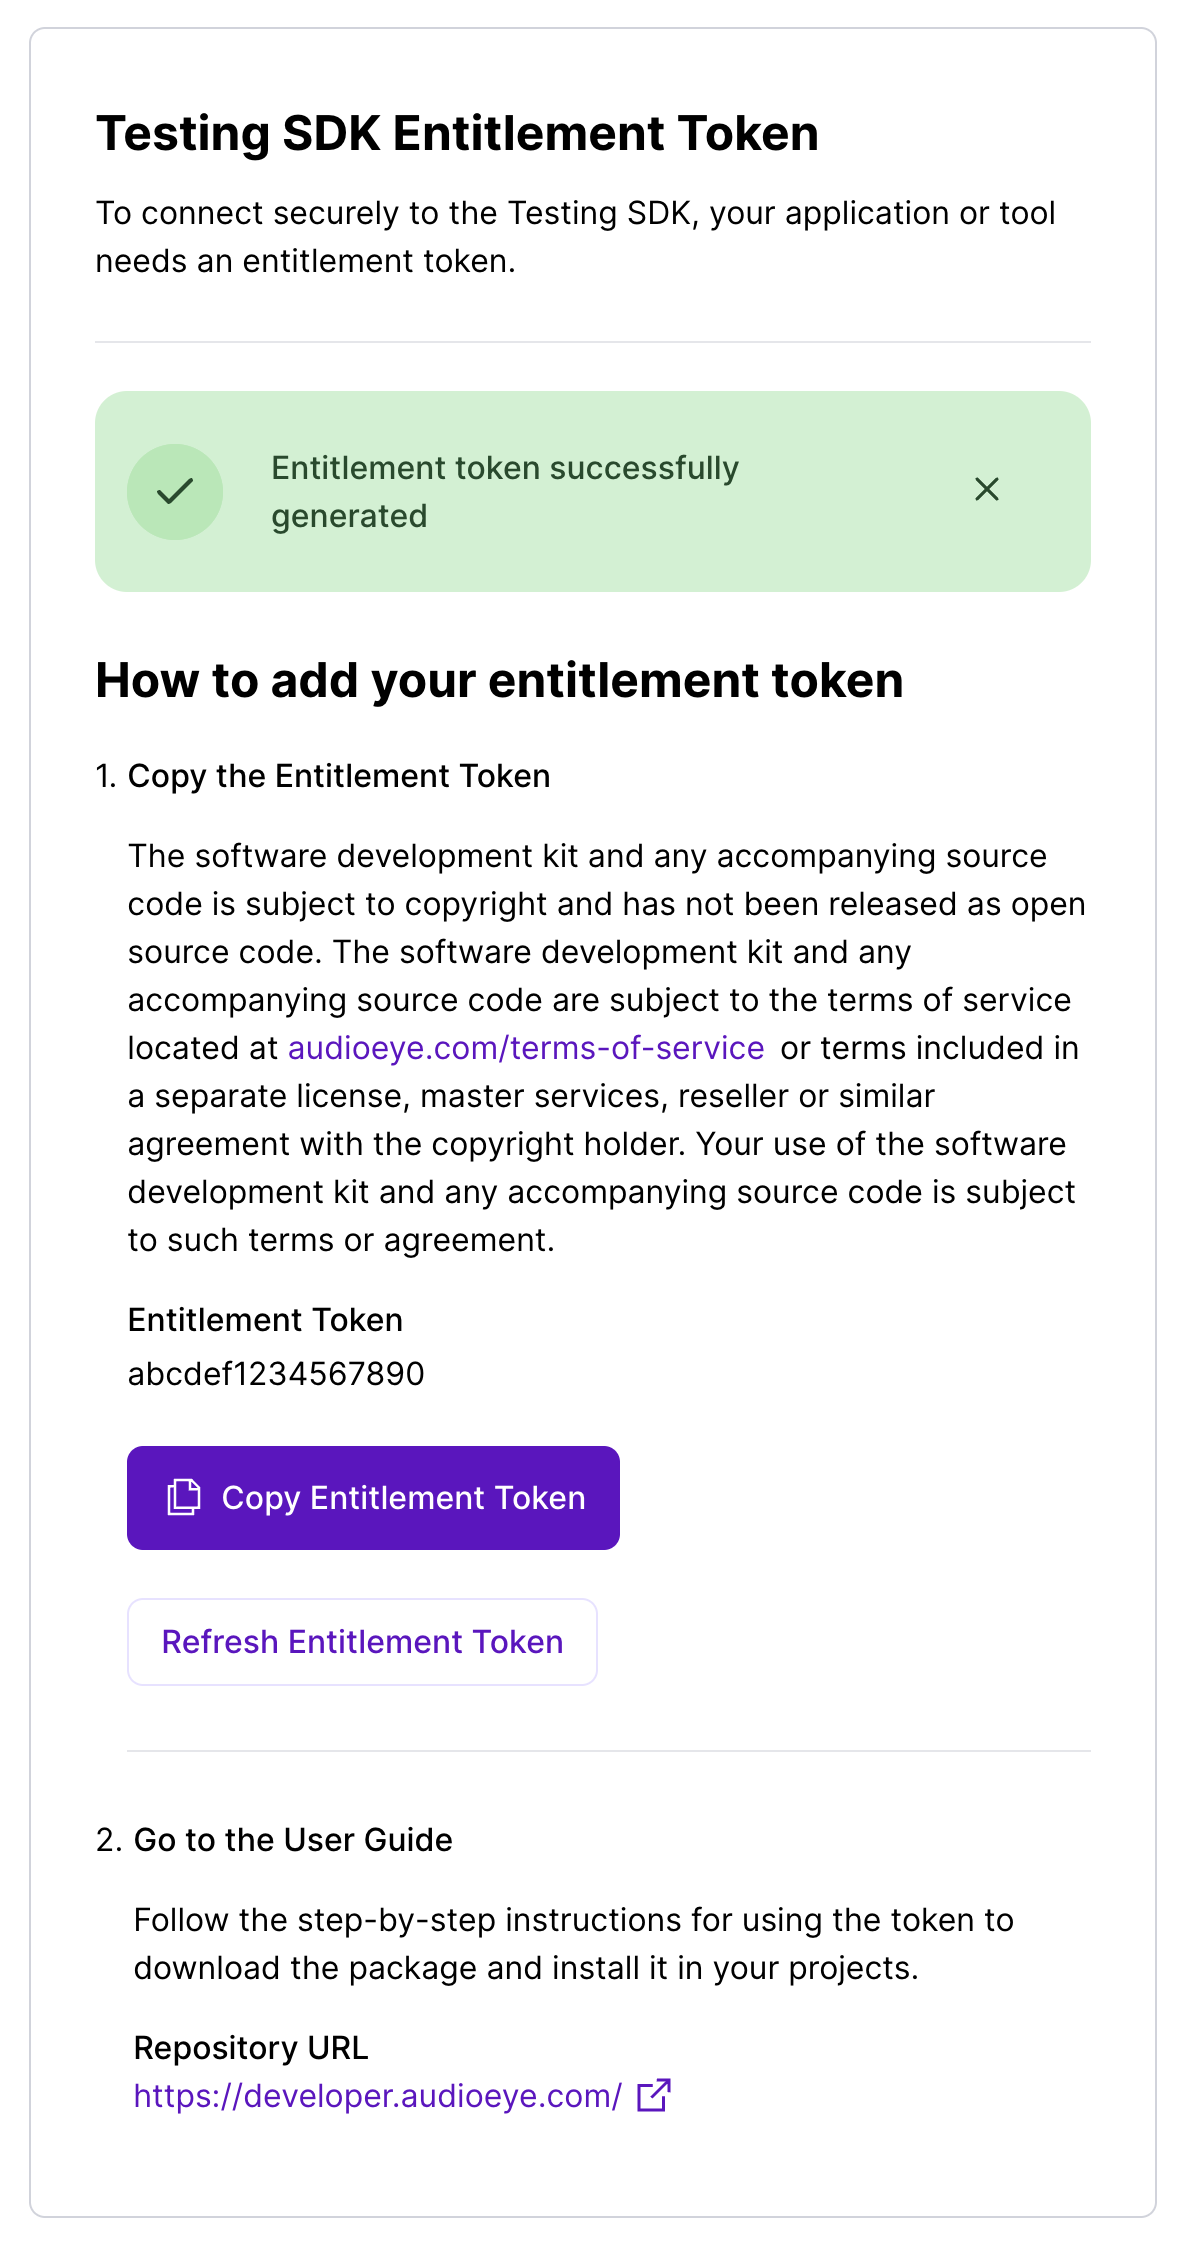 Testing SDK Entitlement Token
To connect securely to the Testing SDK, your application or tool
needs an entitlement token.
Entitlement token successfully
generated
How to add your entitlement token
1. Copy the Entitlement Token
The software development kit and any accompanying source
code is subject to copyright and has not been released as open
source code. The software development kit and any
accompanying source code are subject to the terms of service
located at audioeye.com/terms-of-service or terms included in
a separate license, master services, reseller or similar
agreement with the copyright holder. Your use of the software
development kit and any accompanying source code is subject
to such terms or agreement.
Entitlement Token
abcdef1234567890
Copy Entitlement Token
Refresh Entitlement Token
2. Go to the User Guide
Follow the step-by-step instructions for using the token to
download the package and install it in your projects.
Repository URL
https://developer.audioeye.com/